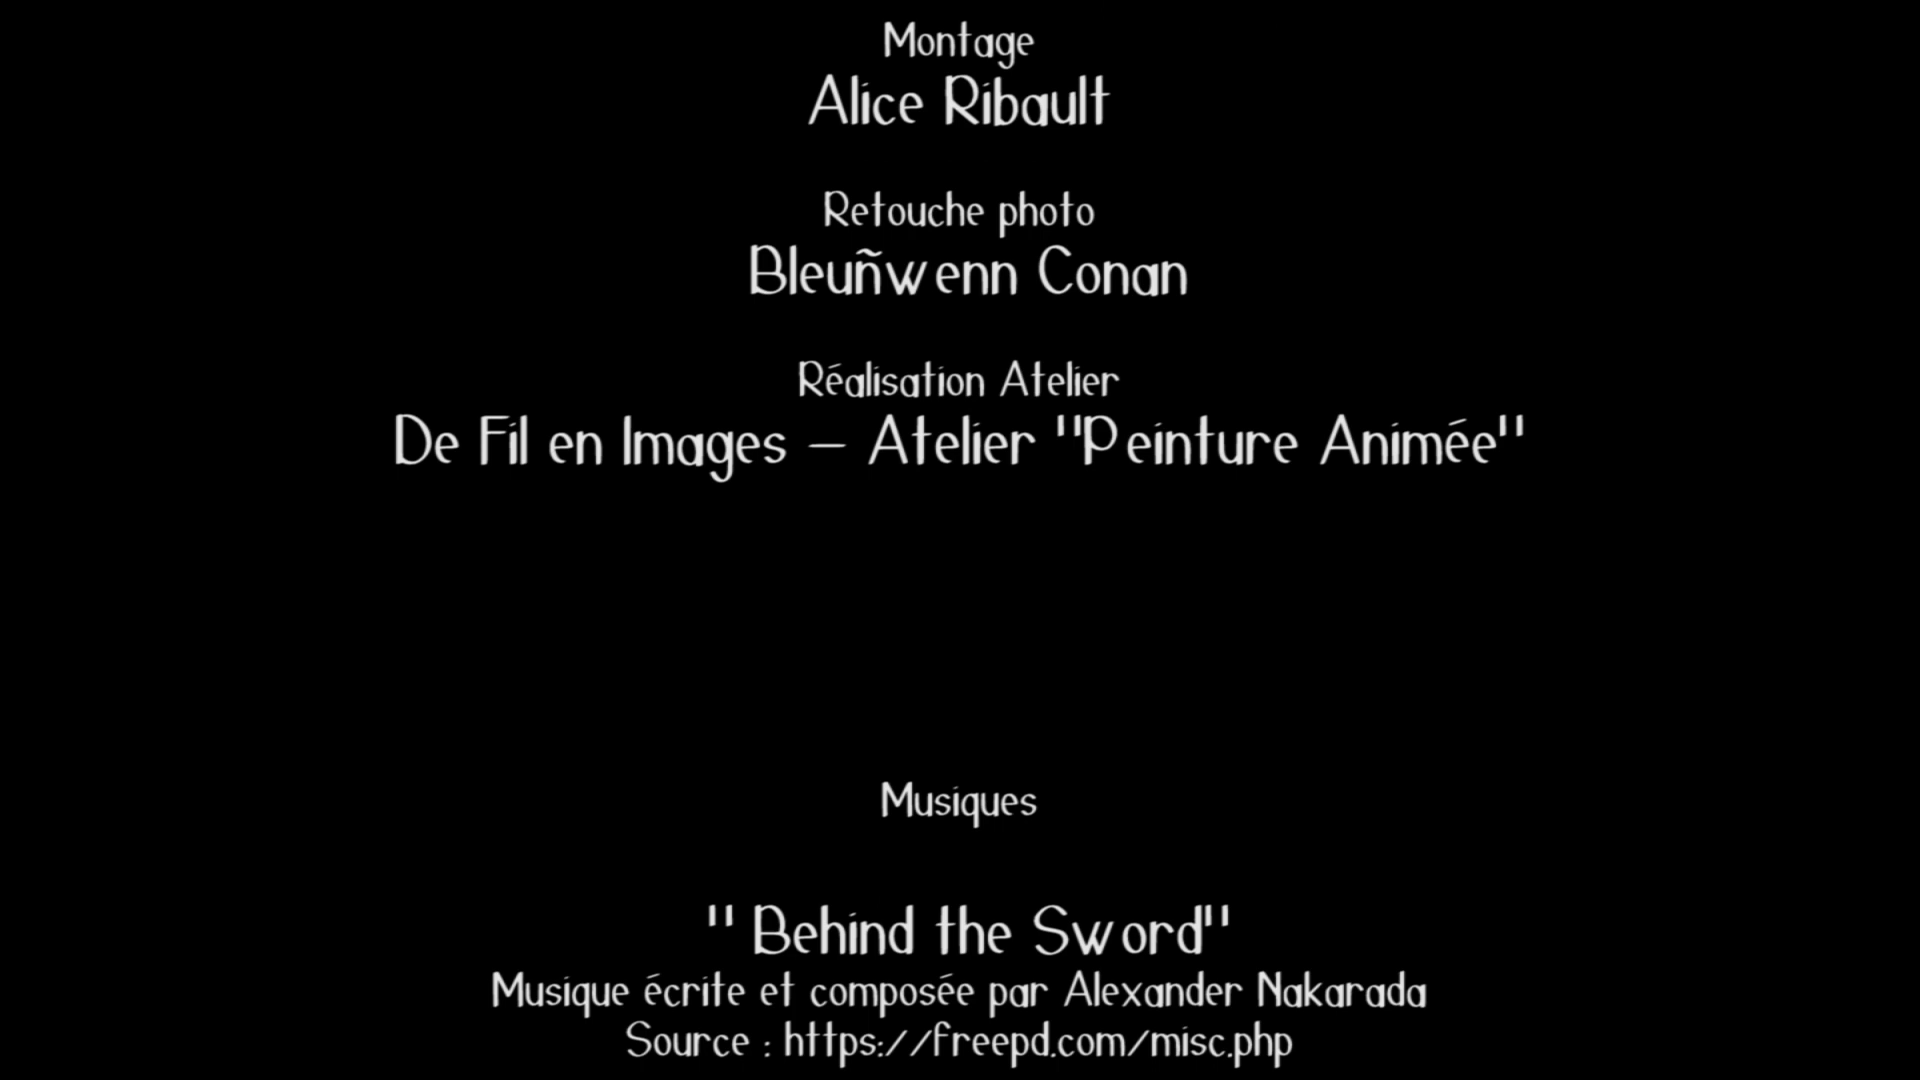 Montage
Alice Ribault
Retouche photo
Bleuñwenn Conan
Réalisation Atelier
De Fil en Images – Atelier "Peinture Animée"
Musiques
" Behind the Sword"
Musique écrite et composée par Alexander Nakarada
Source : https://freepd.com/misc.php